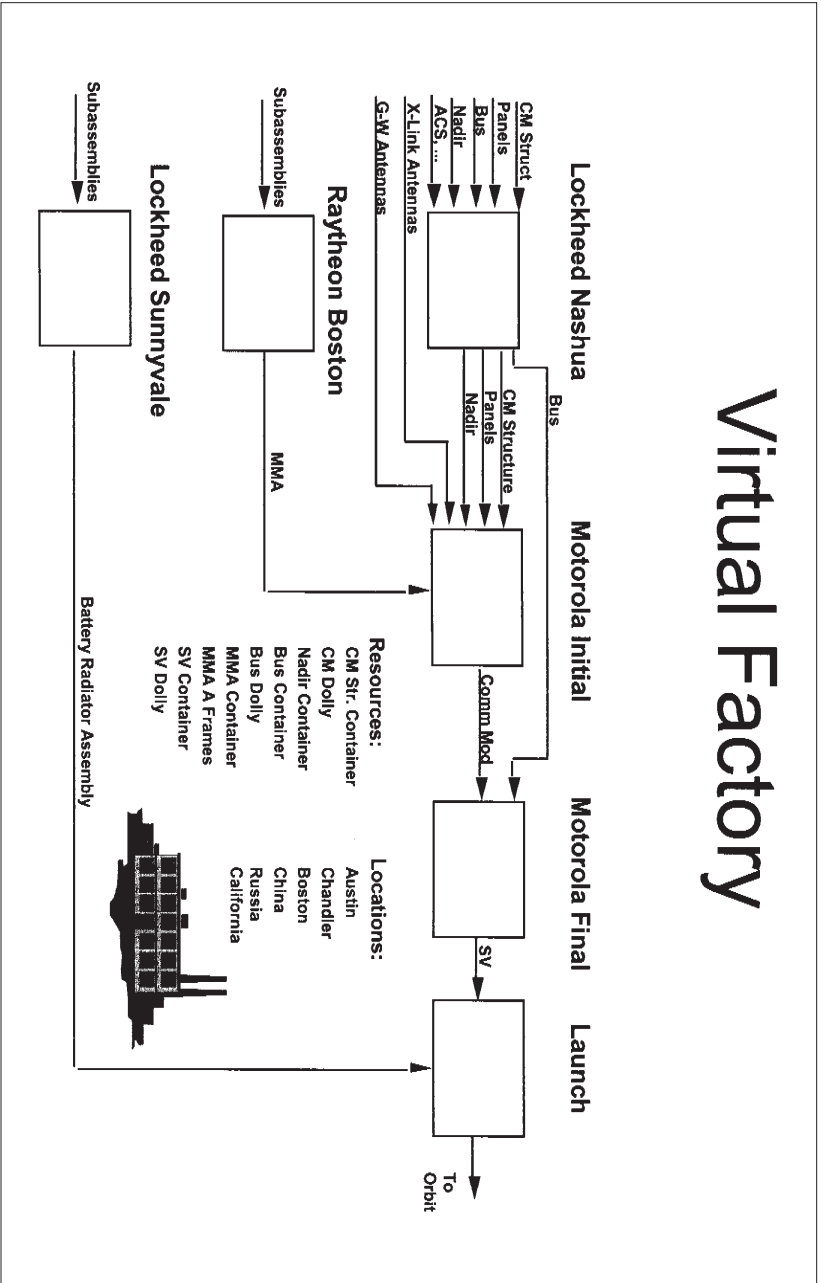 Virtual Factory
Lockheed Nashua
Motorola Initial
Motorola Final
Launch
CM Struct
Panels
Bus
Nadir
ACS, ...
X-Link Antennas
G-W Antennas
Bus
CM Structure
Panels
Nadir
Comm Mod
SV
To
Orbit
Raytheon Boston
Subassemblies
MMA
Resources:
CM Str. Container
CM Dolly
Nadir Container
Bus Container
Bus Dolly
MMA Container
MMA A Frames
SV Container
SV Dolly
Locations:
Austin
Chandler
Boston
China
Russia
California
Lockheed Sunnyvale
Subassemblies
Battery Radiator Assembly